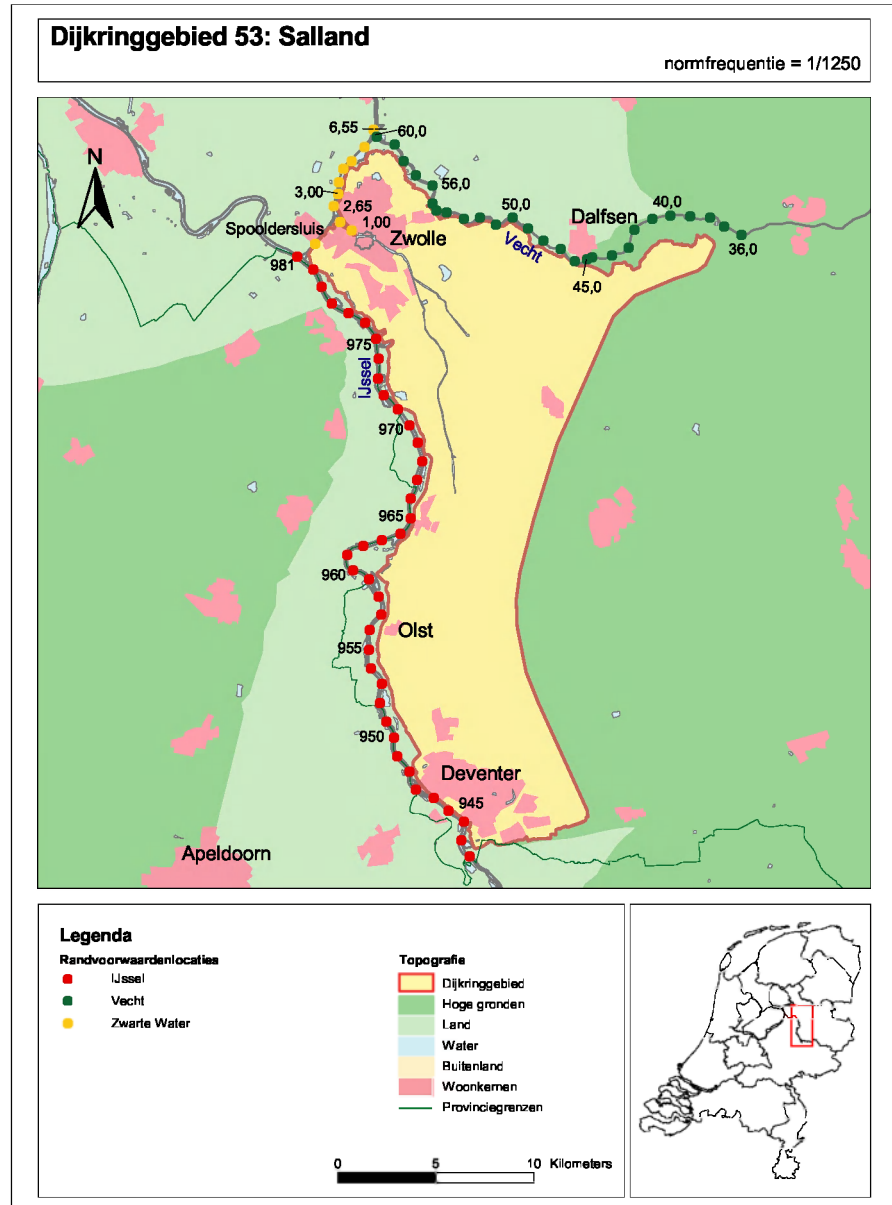 Dijkringgebied 53: Salland
normfrequentie = 1/1250
N
6,55
60,0
3,00
2,65
1,00
56,0
50,0
Dalfsen
40,0
36,0
45,0
Vecht
Spooldersluis
Zwolle
981
975
IJssel
970
965
960
Olst
955
950
Deventer
945
Apeldoorn
Legenda
Randvoorwaardenlocaties
IJssel
Vecht
Zwarte Water
Topografie
Dijkringgebied
Hoge gronden
Land
Water
Buitenland
Woonkernen
Provinciegrenzen
0 5 10 Kilometers